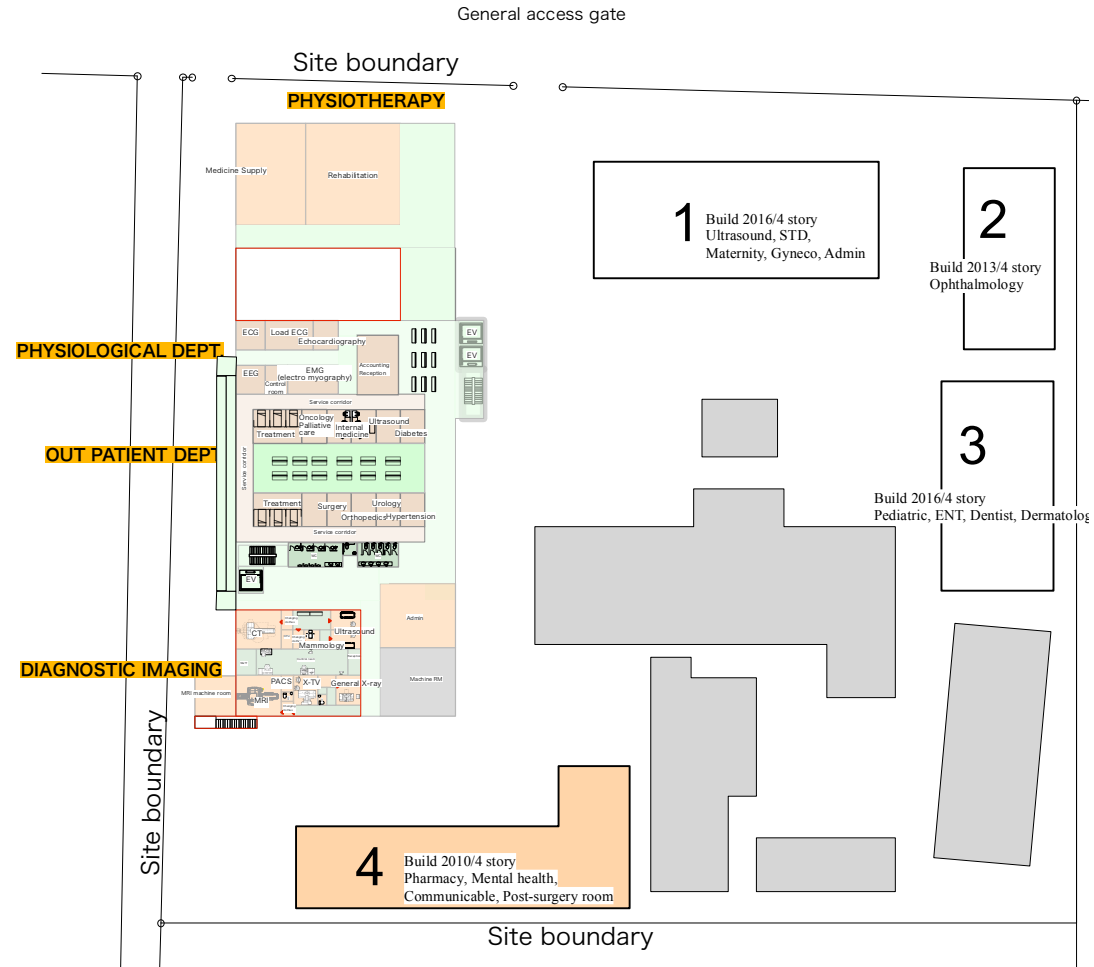 General access gate
Site boundary
PHYSIOTHERAPY
Medicine Supply
Rehabilitation
1
Build 2016/4 story
Ultrasound, STD,
Maternity, Gyneco, Admin
2
Build 2013/4 story
Ophthalmology
ECG
Load ECG
Echocardiography
EV
EV
PHYSIOLOGICAL DEPT.
EEG
EMG
(electro myography)
Control
room
Accounting
Reception
Service corridor
Oncology
Palliative
care
Internal
medicine
Ultrasound
Treatment
Diabetes
OUT PATIENT DEPT
Service corridor
3
Build 2016/4 story
Pediatric, ENT, Dentist, Dermatolog
Treatment
Surgery
Urology
Orthopedics
Hypertension
Service corridor
EV
Admin
CT
Ultrasound
Mammology
DIAGNOSTIC IMAGING
PACS
X-TV
General X-ray
Machine RM
MRI machine room
MRI
Site boundary
4
Build 2010/4 story
Pharmacy, Mental health,
Communicable, Post-surgery room
Site boundary